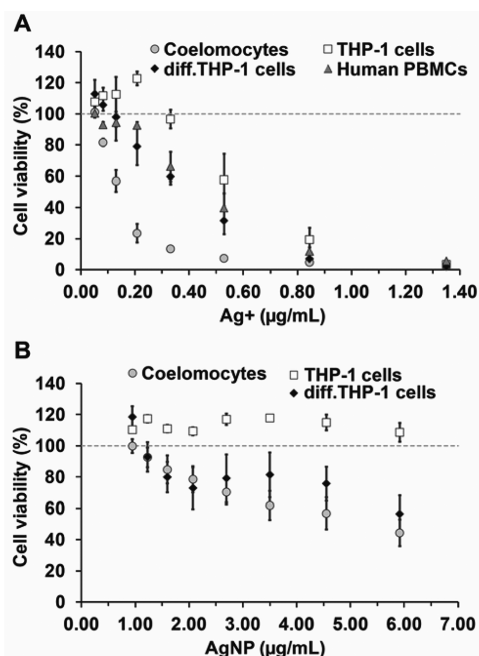 A
Coelomocytes THP-1 cells
diff.THP-1 cells Human PBMCs
140
120
100
80
60
40
20
0
Cell viability (%)
0.00 0.20 0.40 0.60 0.80 1.00 1.20 1.40
Ag+ (µg/mL)
B
Coelomocytes THP-1 cells
diff.THP-1 cells
140
120
100
80
60
40
20
0
Cell viability (%)
0.00 1.00 2.00 3.00 4.00 5.00 6.00 7.00
AgNP (µg/mL)